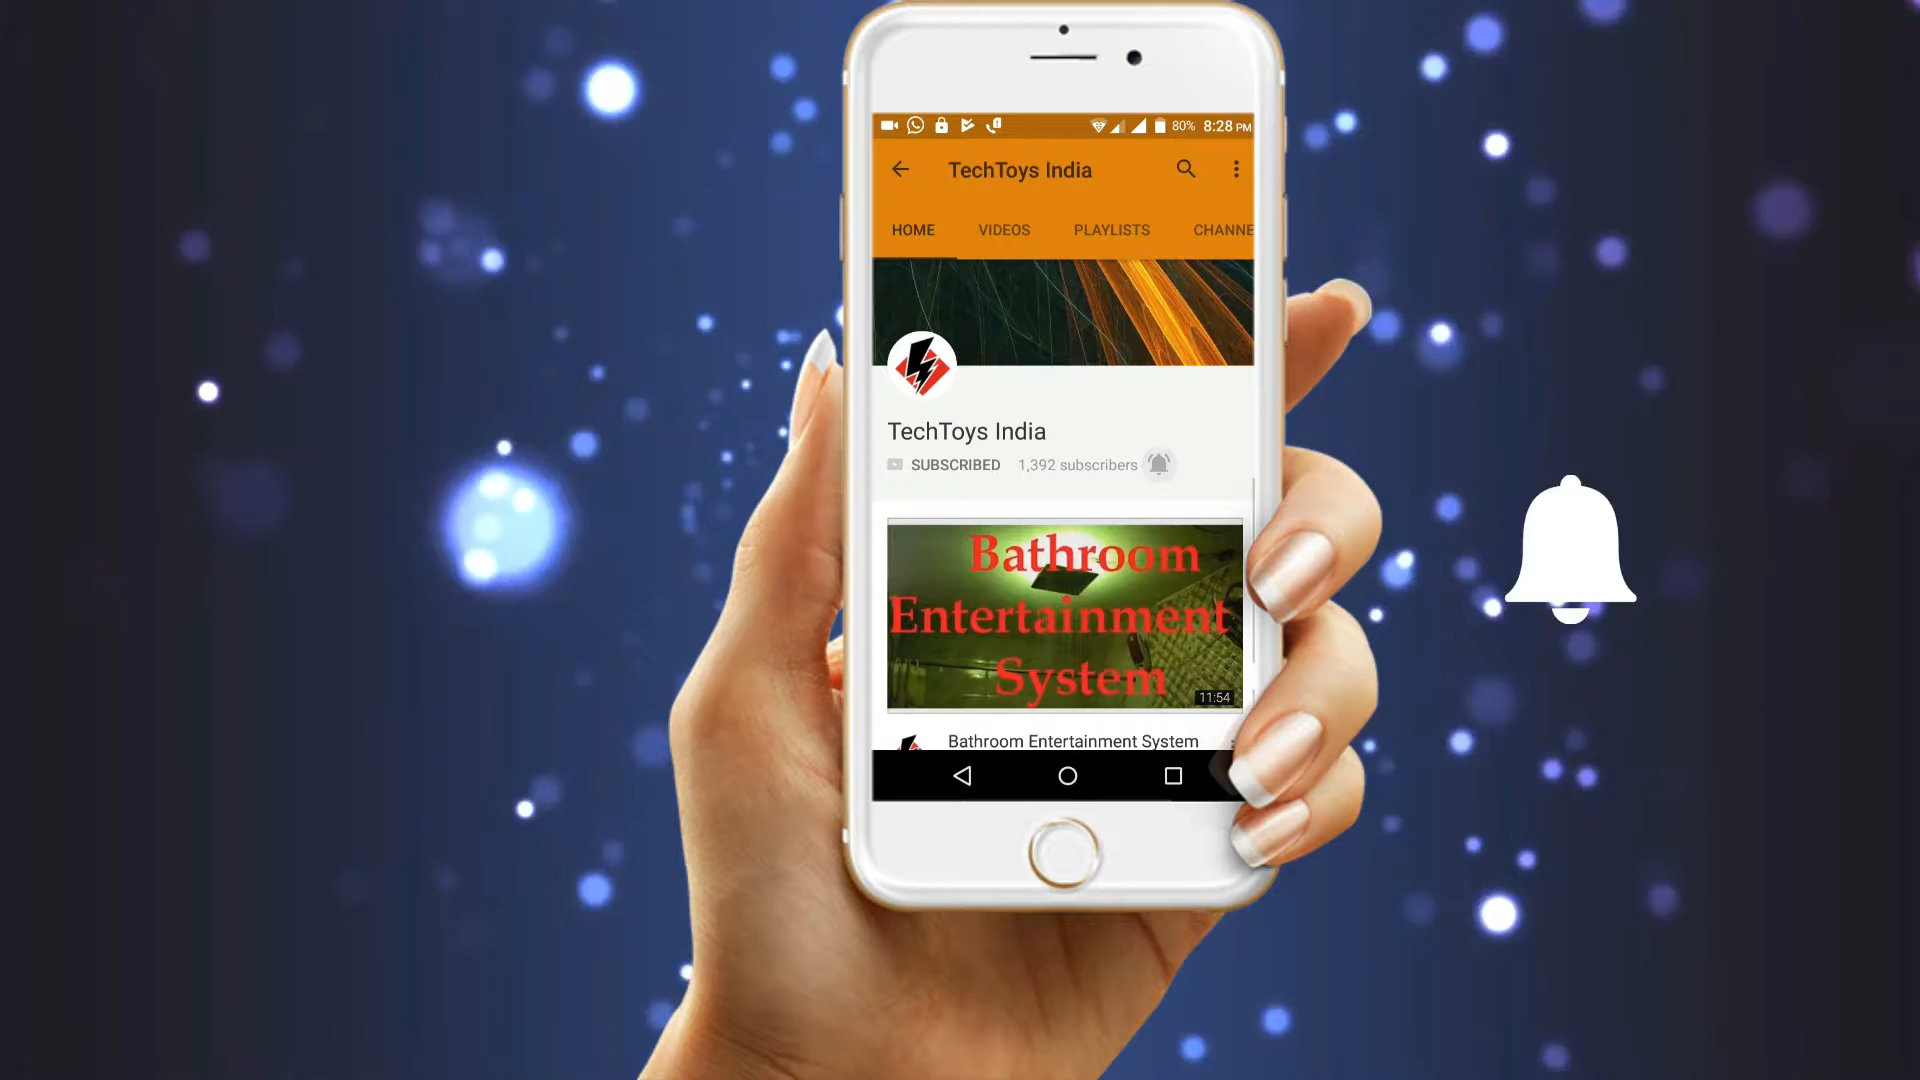 80% 8:28 PM
TechToys India
HOME VIDEOS PLAYLISTS CHANNE
TechToys India
SUBSCRIBED 1,392 subscribers
Bathroom
Entertainment
System
11:54
Bathroom Entertainment System